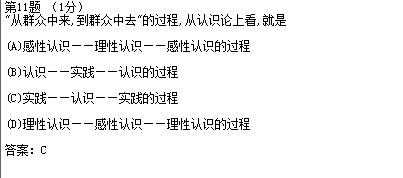 第11题 (1分)
“从群众中来,到群众中去”的过程,从认识论上看,就是
(A)感性认识——理性认识——感性认识的过程
(B)认识——实践——认识的过程
(C)实践——认识——实践的过程
(D)理性认识——感性认识——理性认识的过程
答案：C